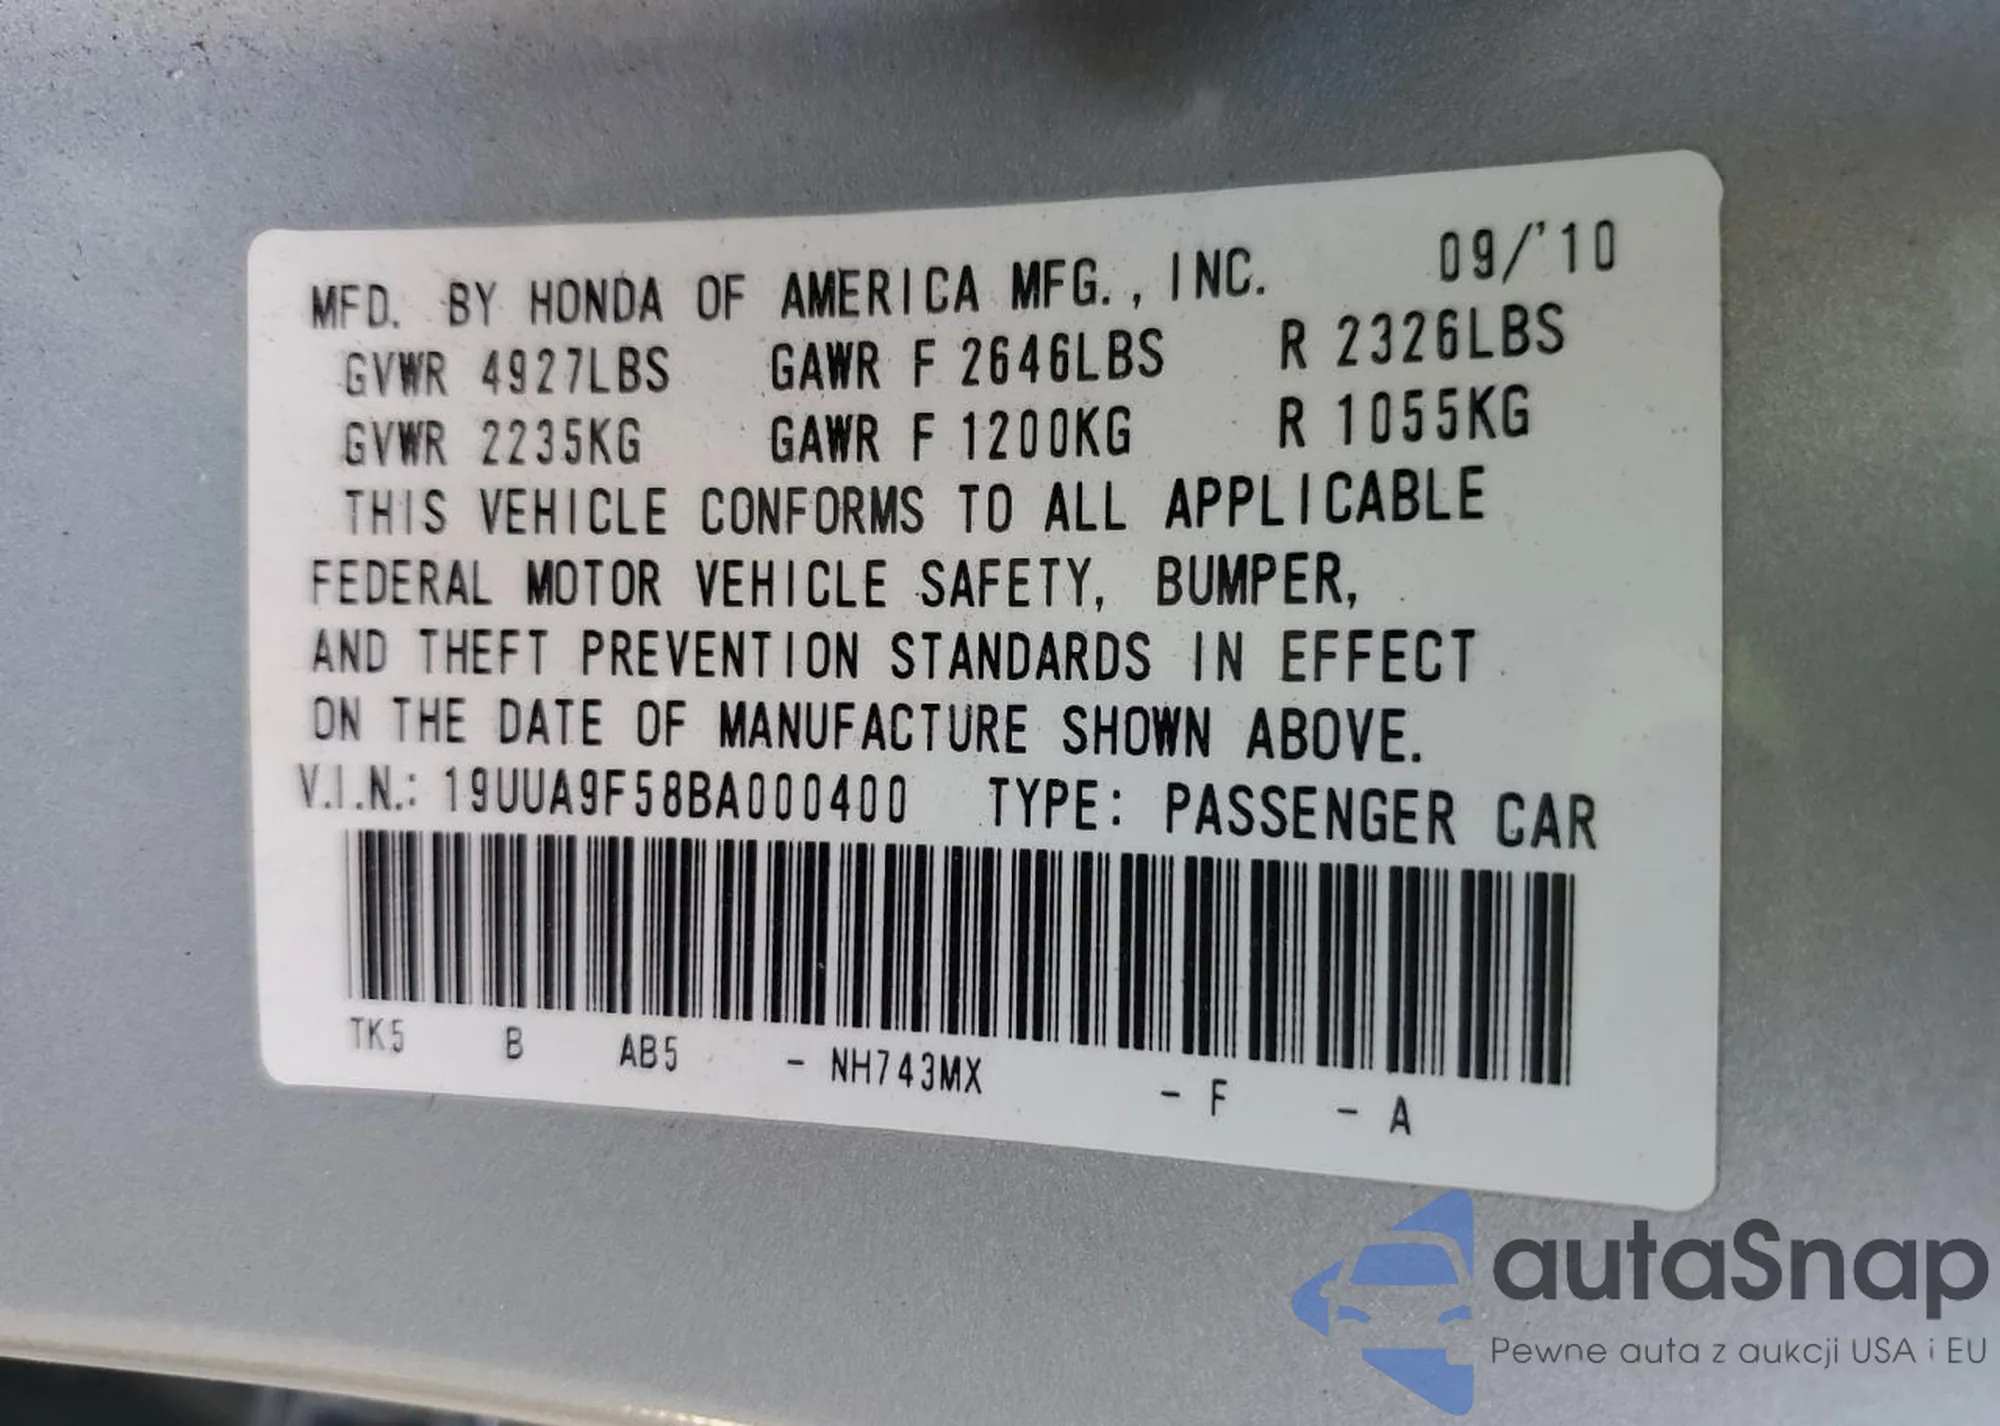 MFD. BY HONDA OF AMERICA MFG., INC. 09/'10
GVWR 4927LBS GAWR F 2646LBS R 2326LBS
GVWR 2235KG GAWR F 1200KG R 1055KG
THIS VEHICLE CONFORMS TO ALL APPLICABLE
FEDERAL MOTOR VEHICLE SAFETY, BUMPER,
AND THEFT PREVENTION STANDARDS IN EFFECT
ON THE DATE OF MANUFACTURE SHOWN ABOVE.
V.I.N.: 19UUA9F58BA000400 TYPE: PASSENGER CAR
TK5 B AB5 - NH743MX - F - A
autaSnap
Pewne auta z aukcji USA i EU